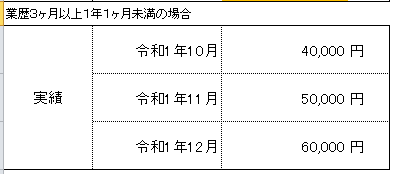 業歴3ヶ月以上1年1ヶ月未満の場合
令和1年10月 40,000 円
実績 令和1年11月 50,000 円
令和1年12月 60,000 円